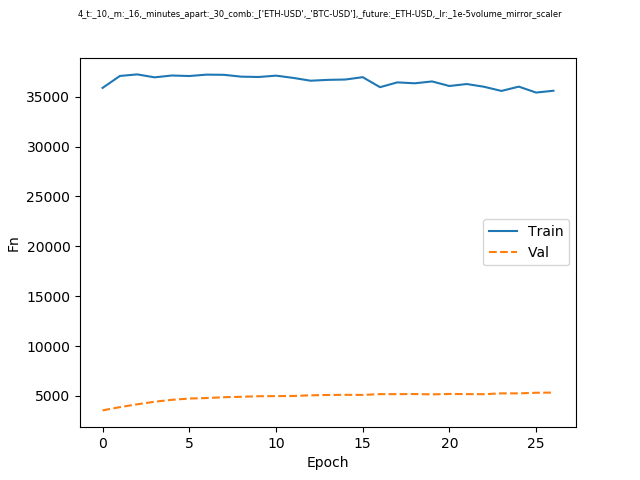 4_t:_10,_m:_16,_minutes_apart:_30_comb:_['ETH-USD',_'BTC-USD'],_future:_ETH-USD,_lr:_1e-5volume_mirror_scaler
35000
30000
25000
20000
15000
10000
5000
Fn
Train
Val
0 5 10 15 20 25
Epoch